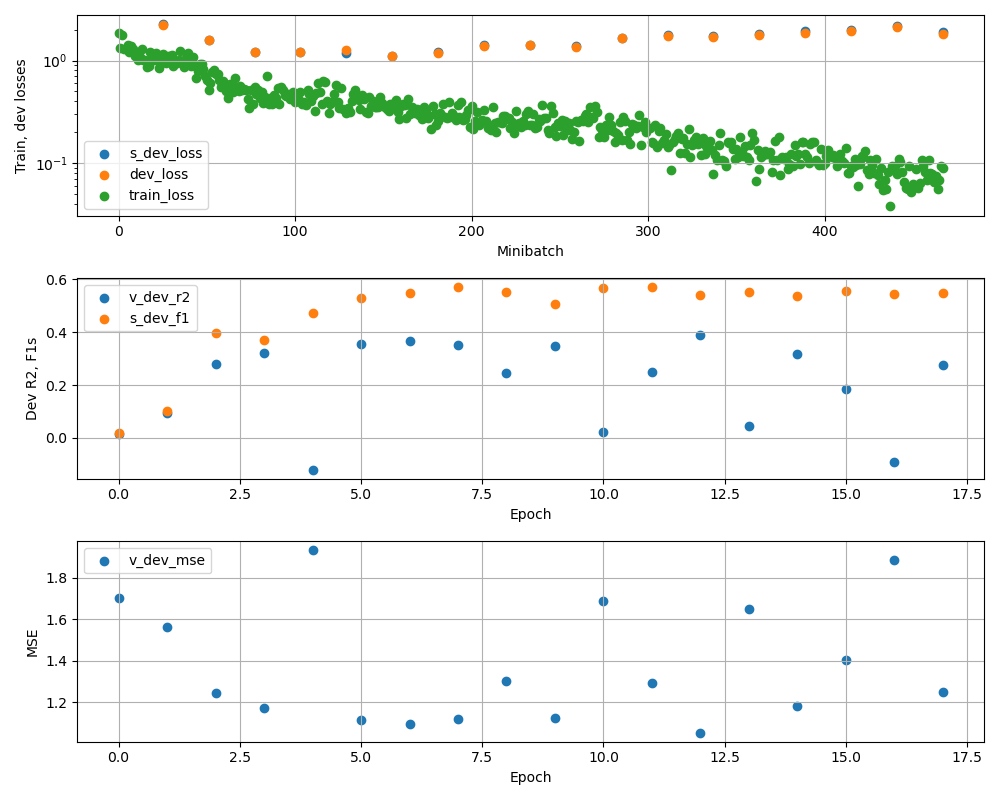 Train, dev losses
10⁰
10⁻¹
s_dev_loss
dev_loss
train_loss
0 100 200 300 400
Minibatch
Dev R2, F1s
0.6
0.4
0.2
0.0
v_dev_r2
s_dev_f1
0.0 2.5 5.0 7.5 10.0 12.5 15.0 17.5
Epoch
MSE
1.8
1.6
1.4
1.2
v_dev_mse
0.0 2.5 5.0 7.5 10.0 12.5 15.0 17.5
Epoch